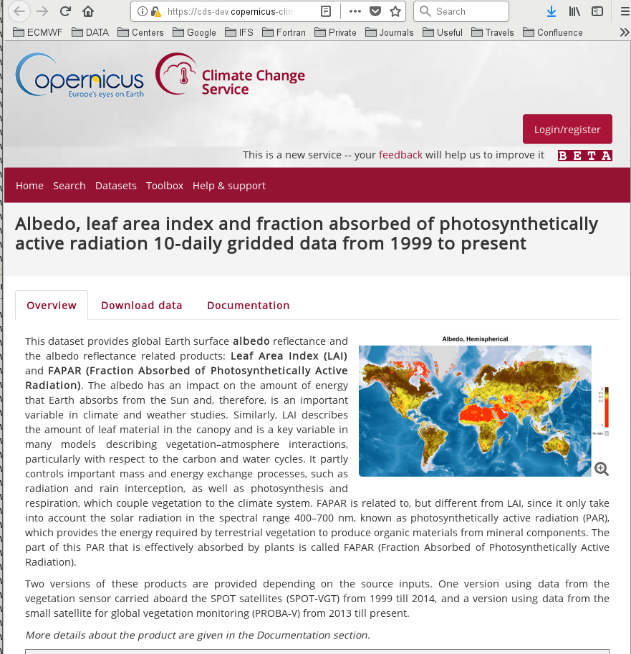 https://cds-dev.copernicus-clim
Search
ECMWF DATA Centers Google IFS Fortran Private Journals Useful Travels Confluence
opernicus
Europe's eyes on Earth
Climate Change
Service
Login/register
This is a new service -- your feedback will help us to improve it BETA
Home Search Datasets Toolbox Help & support
Albedo, leaf area index and fraction absorbed of photosynthetically
active radiation 10-daily gridded data from 1999 to present
Overview Download data Documentation
This dataset provides global Earth surface albedo reflectance and
the albedo reflectance related products: Leaf Area Index (LAI)
and FAPAR (Fraction Absorbed of Photosynthetically Active
Radiation). The albedo has an impact on the amount of energy
that Earth absorbs from the Sun and, therefore, is an important
variable in climate and weather studies. Similarly, LAI describes
the amount of leaf material in the canopy and is a key variable in
many models describing vegetation–atmosphere interactions,
particularly with respect to the carbon and water cycles. It partly
controls important mass and energy exchange processes, such as
radiation and rain interception, as well as photosynthesis and
Albedo, Hemispherical
respiration, which couple vegetation to the climate system. FAPAR is related to, but different from LAI, since it only take
into account the solar radiation in the spectral range 400–700 nm, known as photosynthetically active radiation (PAR),
which provides the energy required by terrestrial vegetation to produce organic materials from mineral components. The
part of this PAR that is effectively absorbed by plants is called FAPAR (Fraction Absorbed of Photosynthetically Active
Radiation).
Two versions of these products are provided depending on the source inputs. One version using data from the
vegetation sensor carried aboard the SPOT satellites (SPOT-VGT) from 1999 till 2014, and a version using data from the
small satellite for global vegetation monitoring (PROBA-V) from 2013 till present.
More details about the product are given in the Documentation section.